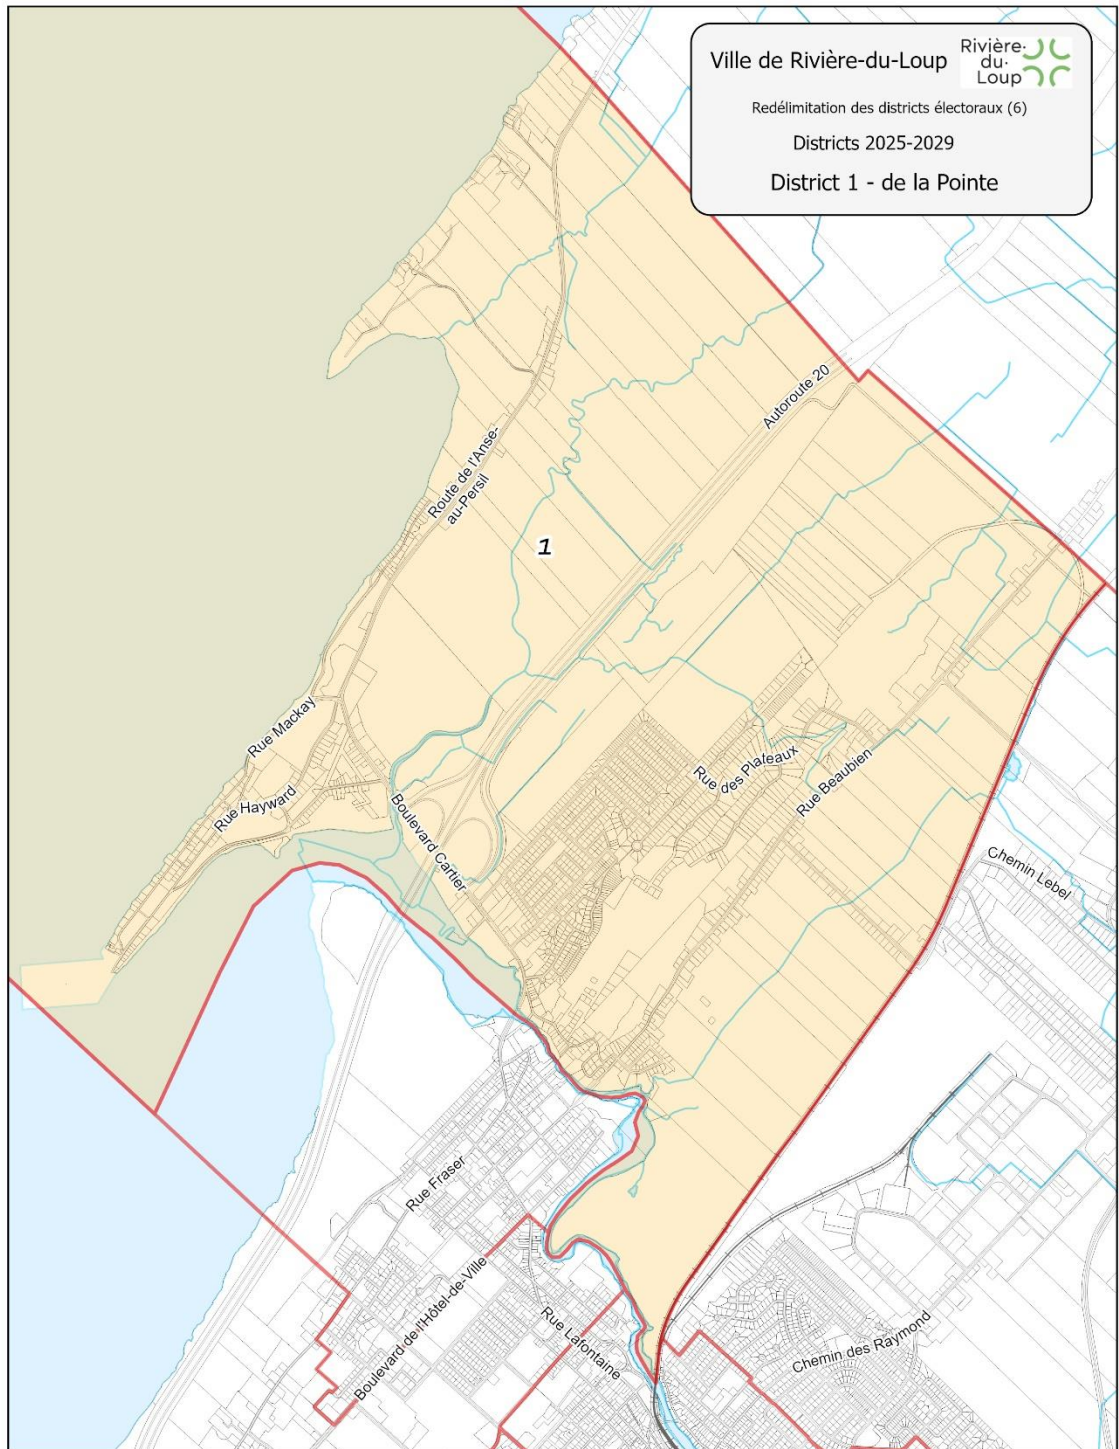 Ville de Rivière-du-Loup
Rivière·
du·
Loup
Redélimitation des districts électoraux (6)
Districts 2025-2029
District 1 - de la Pointe
Autoroute 20
Route de l'Anse-
au-Persil
1
Rue Mackay
Rue des Plateaux
Rue Beaubien
Rue Hayward
Boulevard Cartier
Chemin Lebel
Rue Fraser
Boulevard de l'Hôtel-de-Ville
Rue Lafontaine
Chemin des Raymond